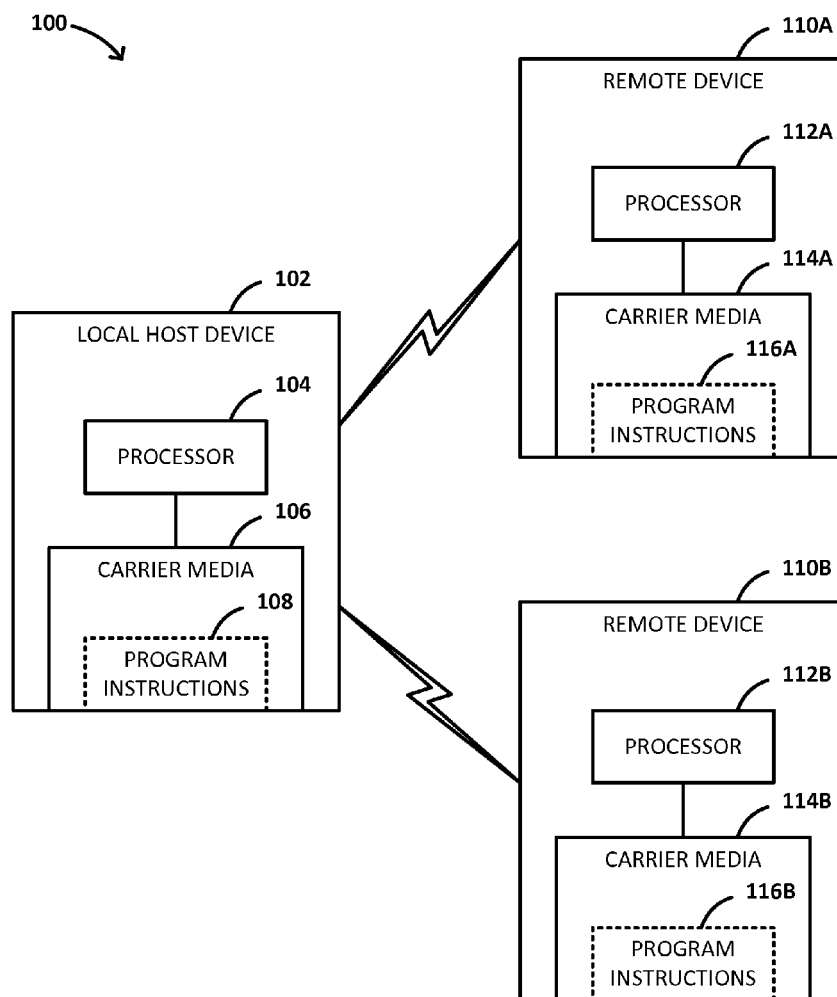 100
110A
REMOTE DEVICE
112A
PROCESSOR
114A
CARRIER MEDIA
116A
PROGRAM
INSTRUCTIONS
102
LOCAL HOST DEVICE
104
PROCESSOR
106
CARRIER MEDIA
108
PROGRAM
INSTRUCTIONS
110B
REMOTE DEVICE
112B
PROCESSOR
114B
CARRIER MEDIA
116B
PROGRAM
INSTRUCTIONS